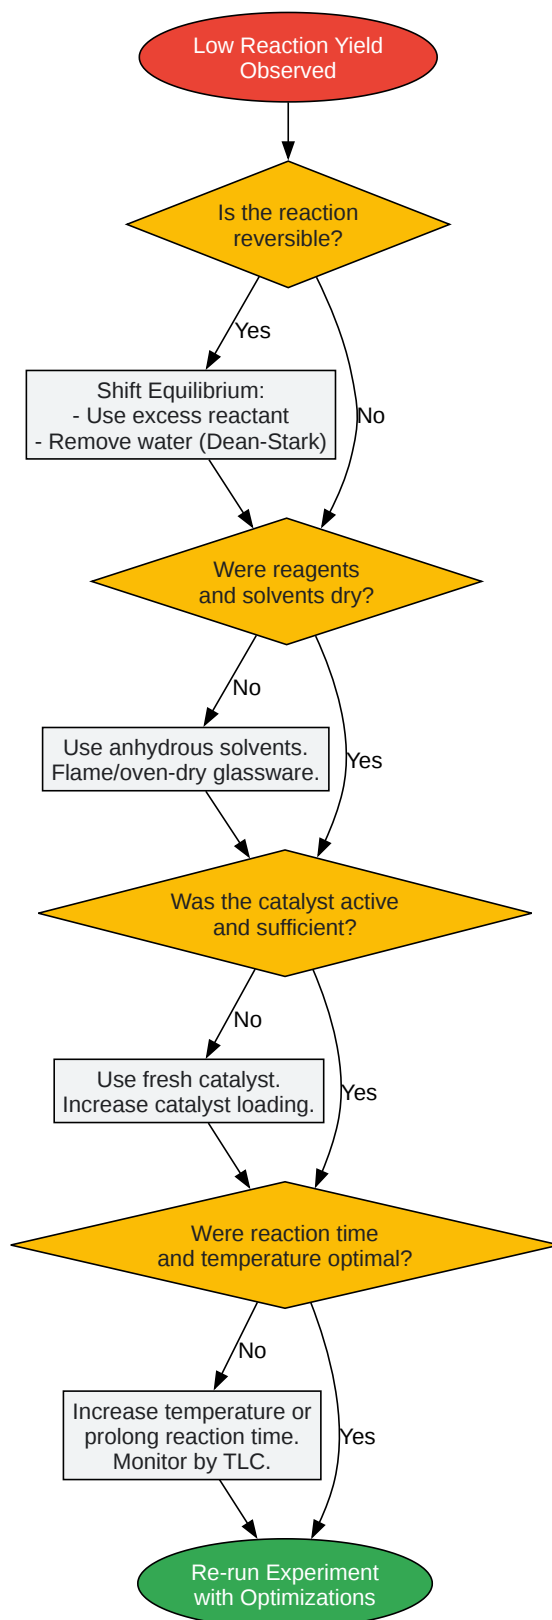 Low Reaction Yield
Observed
Is the reaction
reversible?
Yes
Shift Equilibrium:
- Use excess reactant
- Remove water (Dean-Stark)
No
Were reagents
and solvents dry?
No
Use anhydrous solvents.
Flame/oven-dry glassware.
Yes
Was the catalyst active
and sufficient?
No
Use fresh catalyst.
Increase catalyst loading.
Yes
Were reaction time
and temperature optimal?
No
Increase temperature or
prolong reaction time.
Monitor by TLC.
Yes
Re-run Experiment
with Optimizations